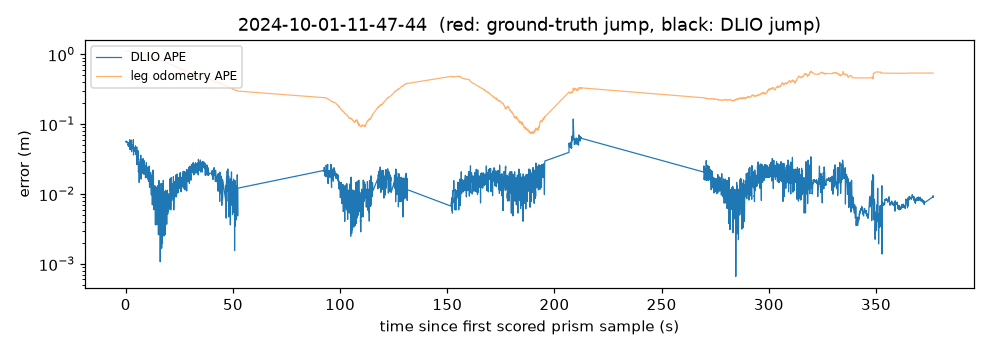 2024-10-01-11-47-44  (red: ground-truth jump, black: DLIO jump)
DLIO APE
leg odometry APE
error (m)
10⁰
10⁻¹
10⁻²
10⁻³
0 50 100 150 200 250 300 350
time since first scored prism sample (s)